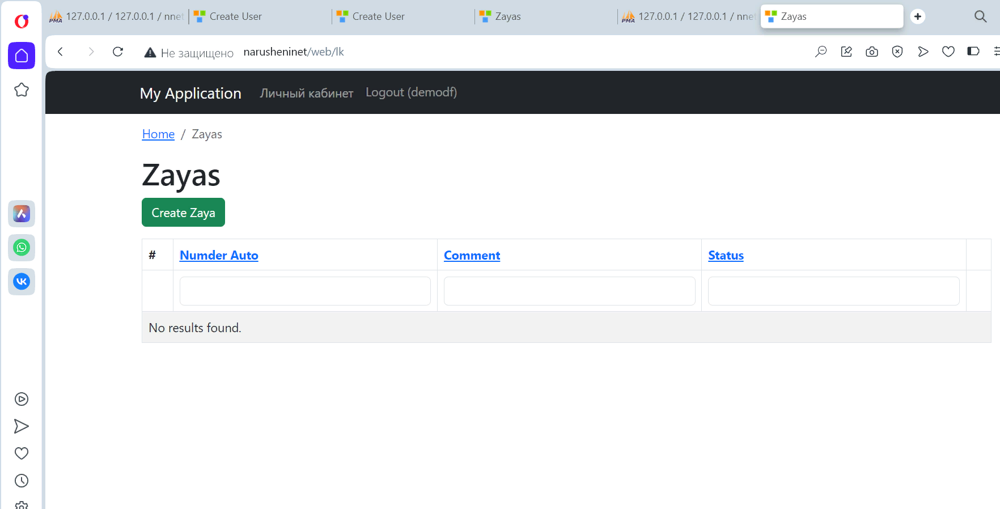 127.0.0.1 / 127.0.0.1 / nnet
Create User
Create User
Zayas
127.0.0.1 / 127.0.0.1 / nnet
Zayas
Не защищено narusheninet/web/lk
My Application Личный кабинет Logout (demodf)
Home / Zayas
Zayas
Create Zaya
# Numder Auto Comment Status
No results found.